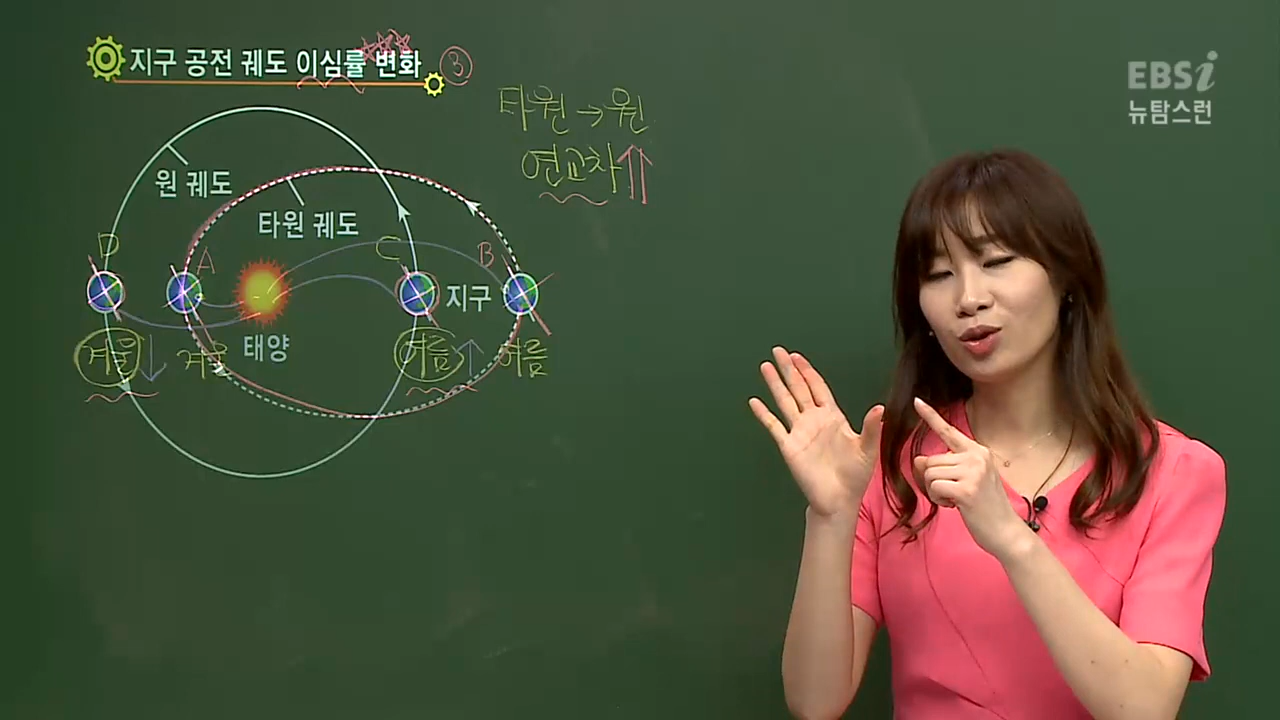 지구 공전 궤도 이심률 변화 ③
EBSi
뉴탐스런
타원 → 원
연교차 ↑↑
원 궤도
타원 궤도
D
A
C
B
지구
태양
겨울 ↓
겨울
여름 ↑
여름